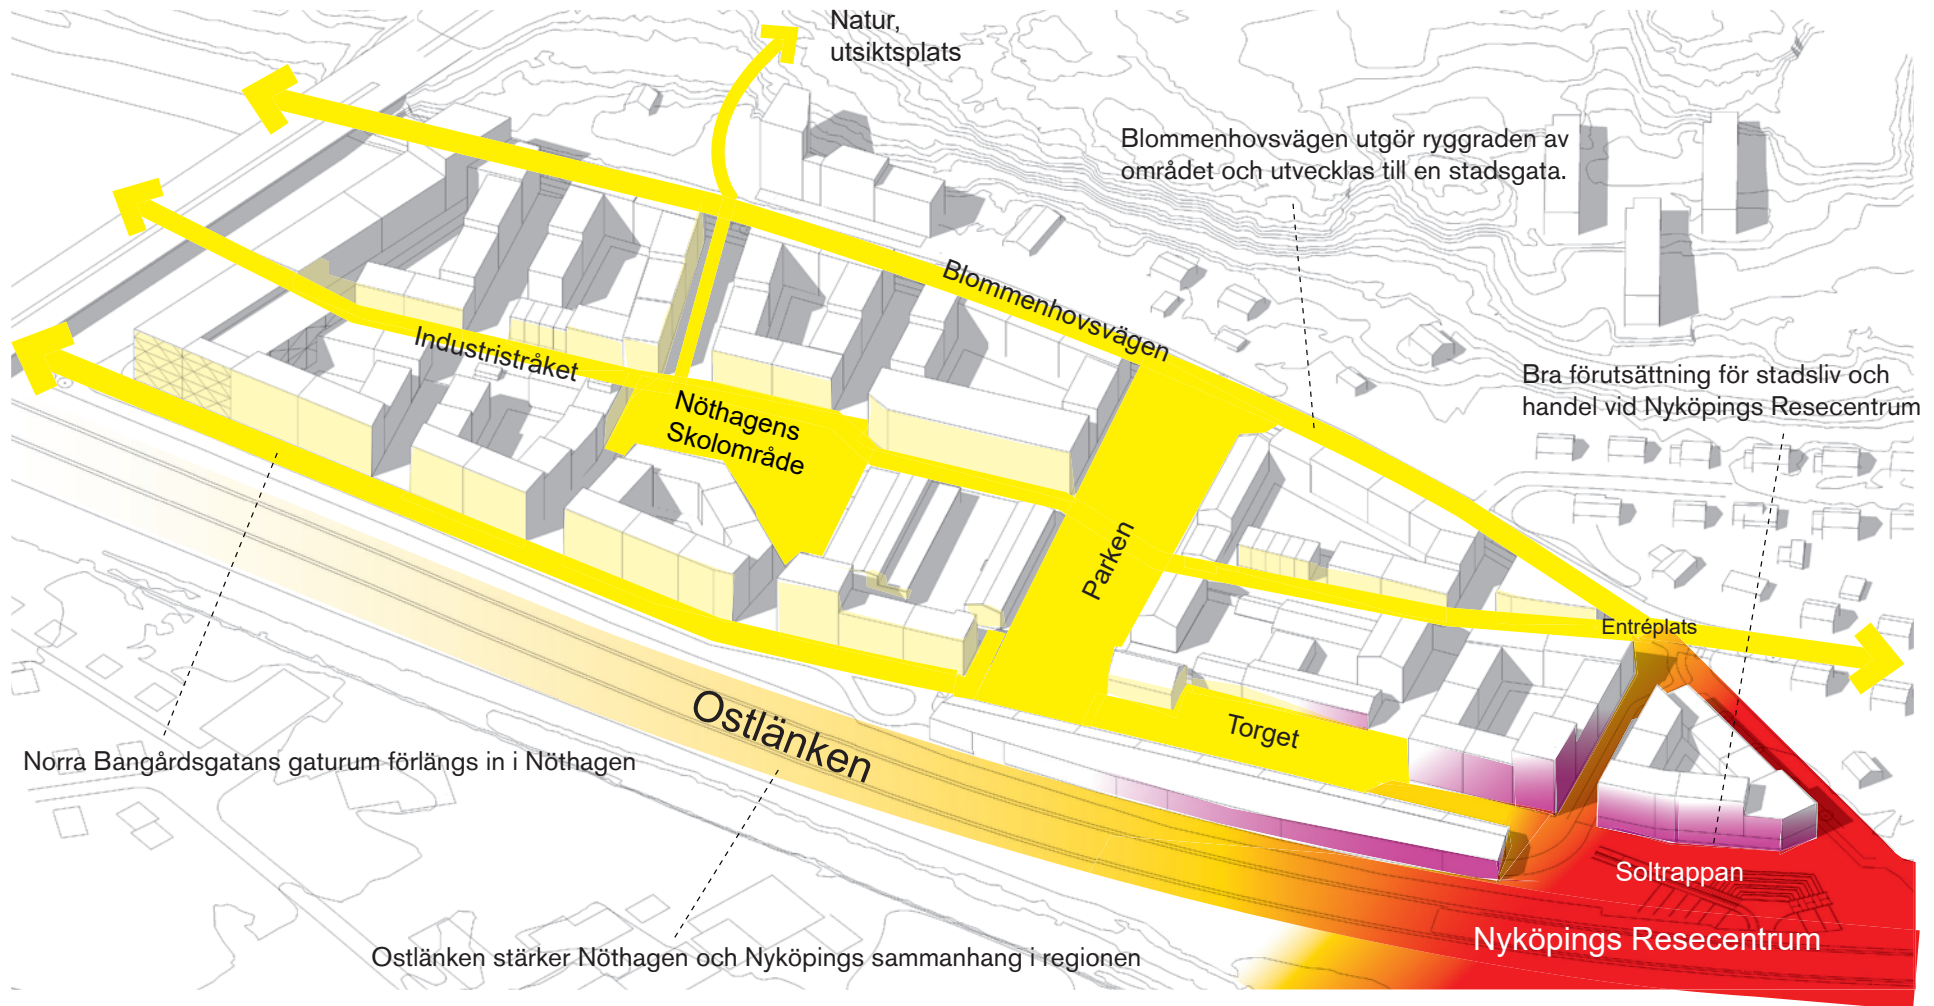 Natur,
utsiktsplats
Blommenhovsvägen utgör ryggraden av
området och utvecklas till en stadsgata.
Blommenhovsvägen
Industristråket
Bra förutsättning för stadsliv och
handel vid Nyköpings Resecentrum
Nöthagens
Skolområde
Parken
Entréplats
Torget
Ostlänken
Norra Bangårdsgatans gaturum förlängs in i Nöthagen
Soltrappan
Nyköpings Resecentrum
Ostlänken stärker Nöthagen och Nyköpings sammanhang i regionen